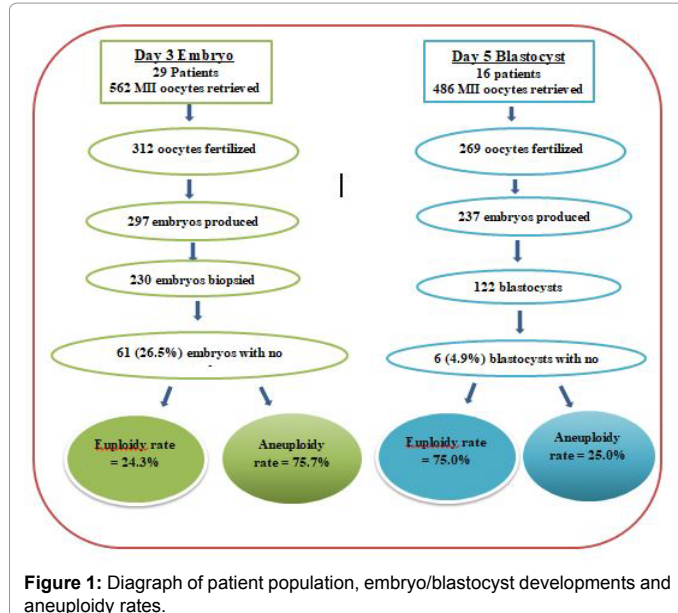 Day 3 Embryo
29 Patients
562 MII oocytes retrieved
312 oocytes fertilized
297 embryos produced
230 embryos biopsied
61 (26.5%) embryos with no
Euploidy rate
= 24.3%
Aneuploidy
rate = 75.7%
Day 5 Blastocyst
16 patients
486 MII oocytes retrieved
269 oocytes fertilized
237 embryos produced
122 blastocysts
6 (4.9%) blastocysts with no
Euploidy rate
= 75.0%
Aneuploidy
rate = 25.0%
Figure 1: Diagraph of patient population, embryo/blastocyst developments and
aneuploidy rates.